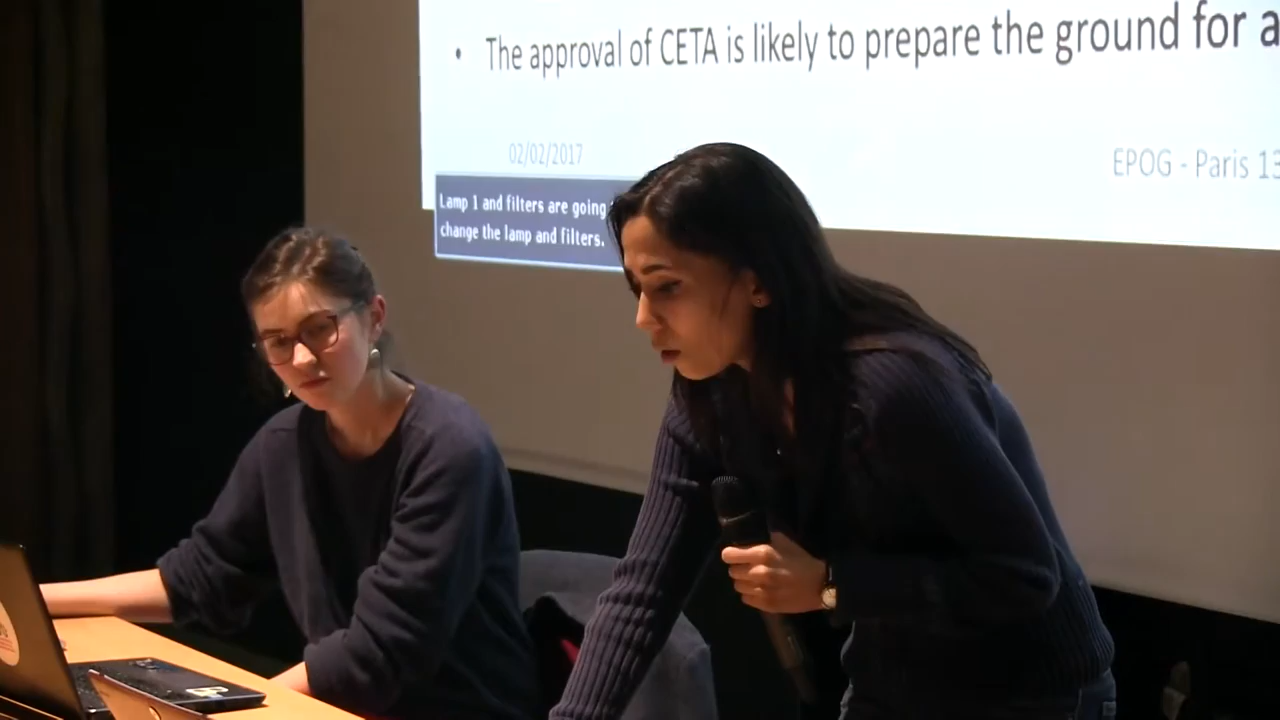 • The approval of CETA is likely to prepare the ground for a
02/02/2017
EPOG - Paris 13
Lamp 1 and filters are going
change the lamp and filters.